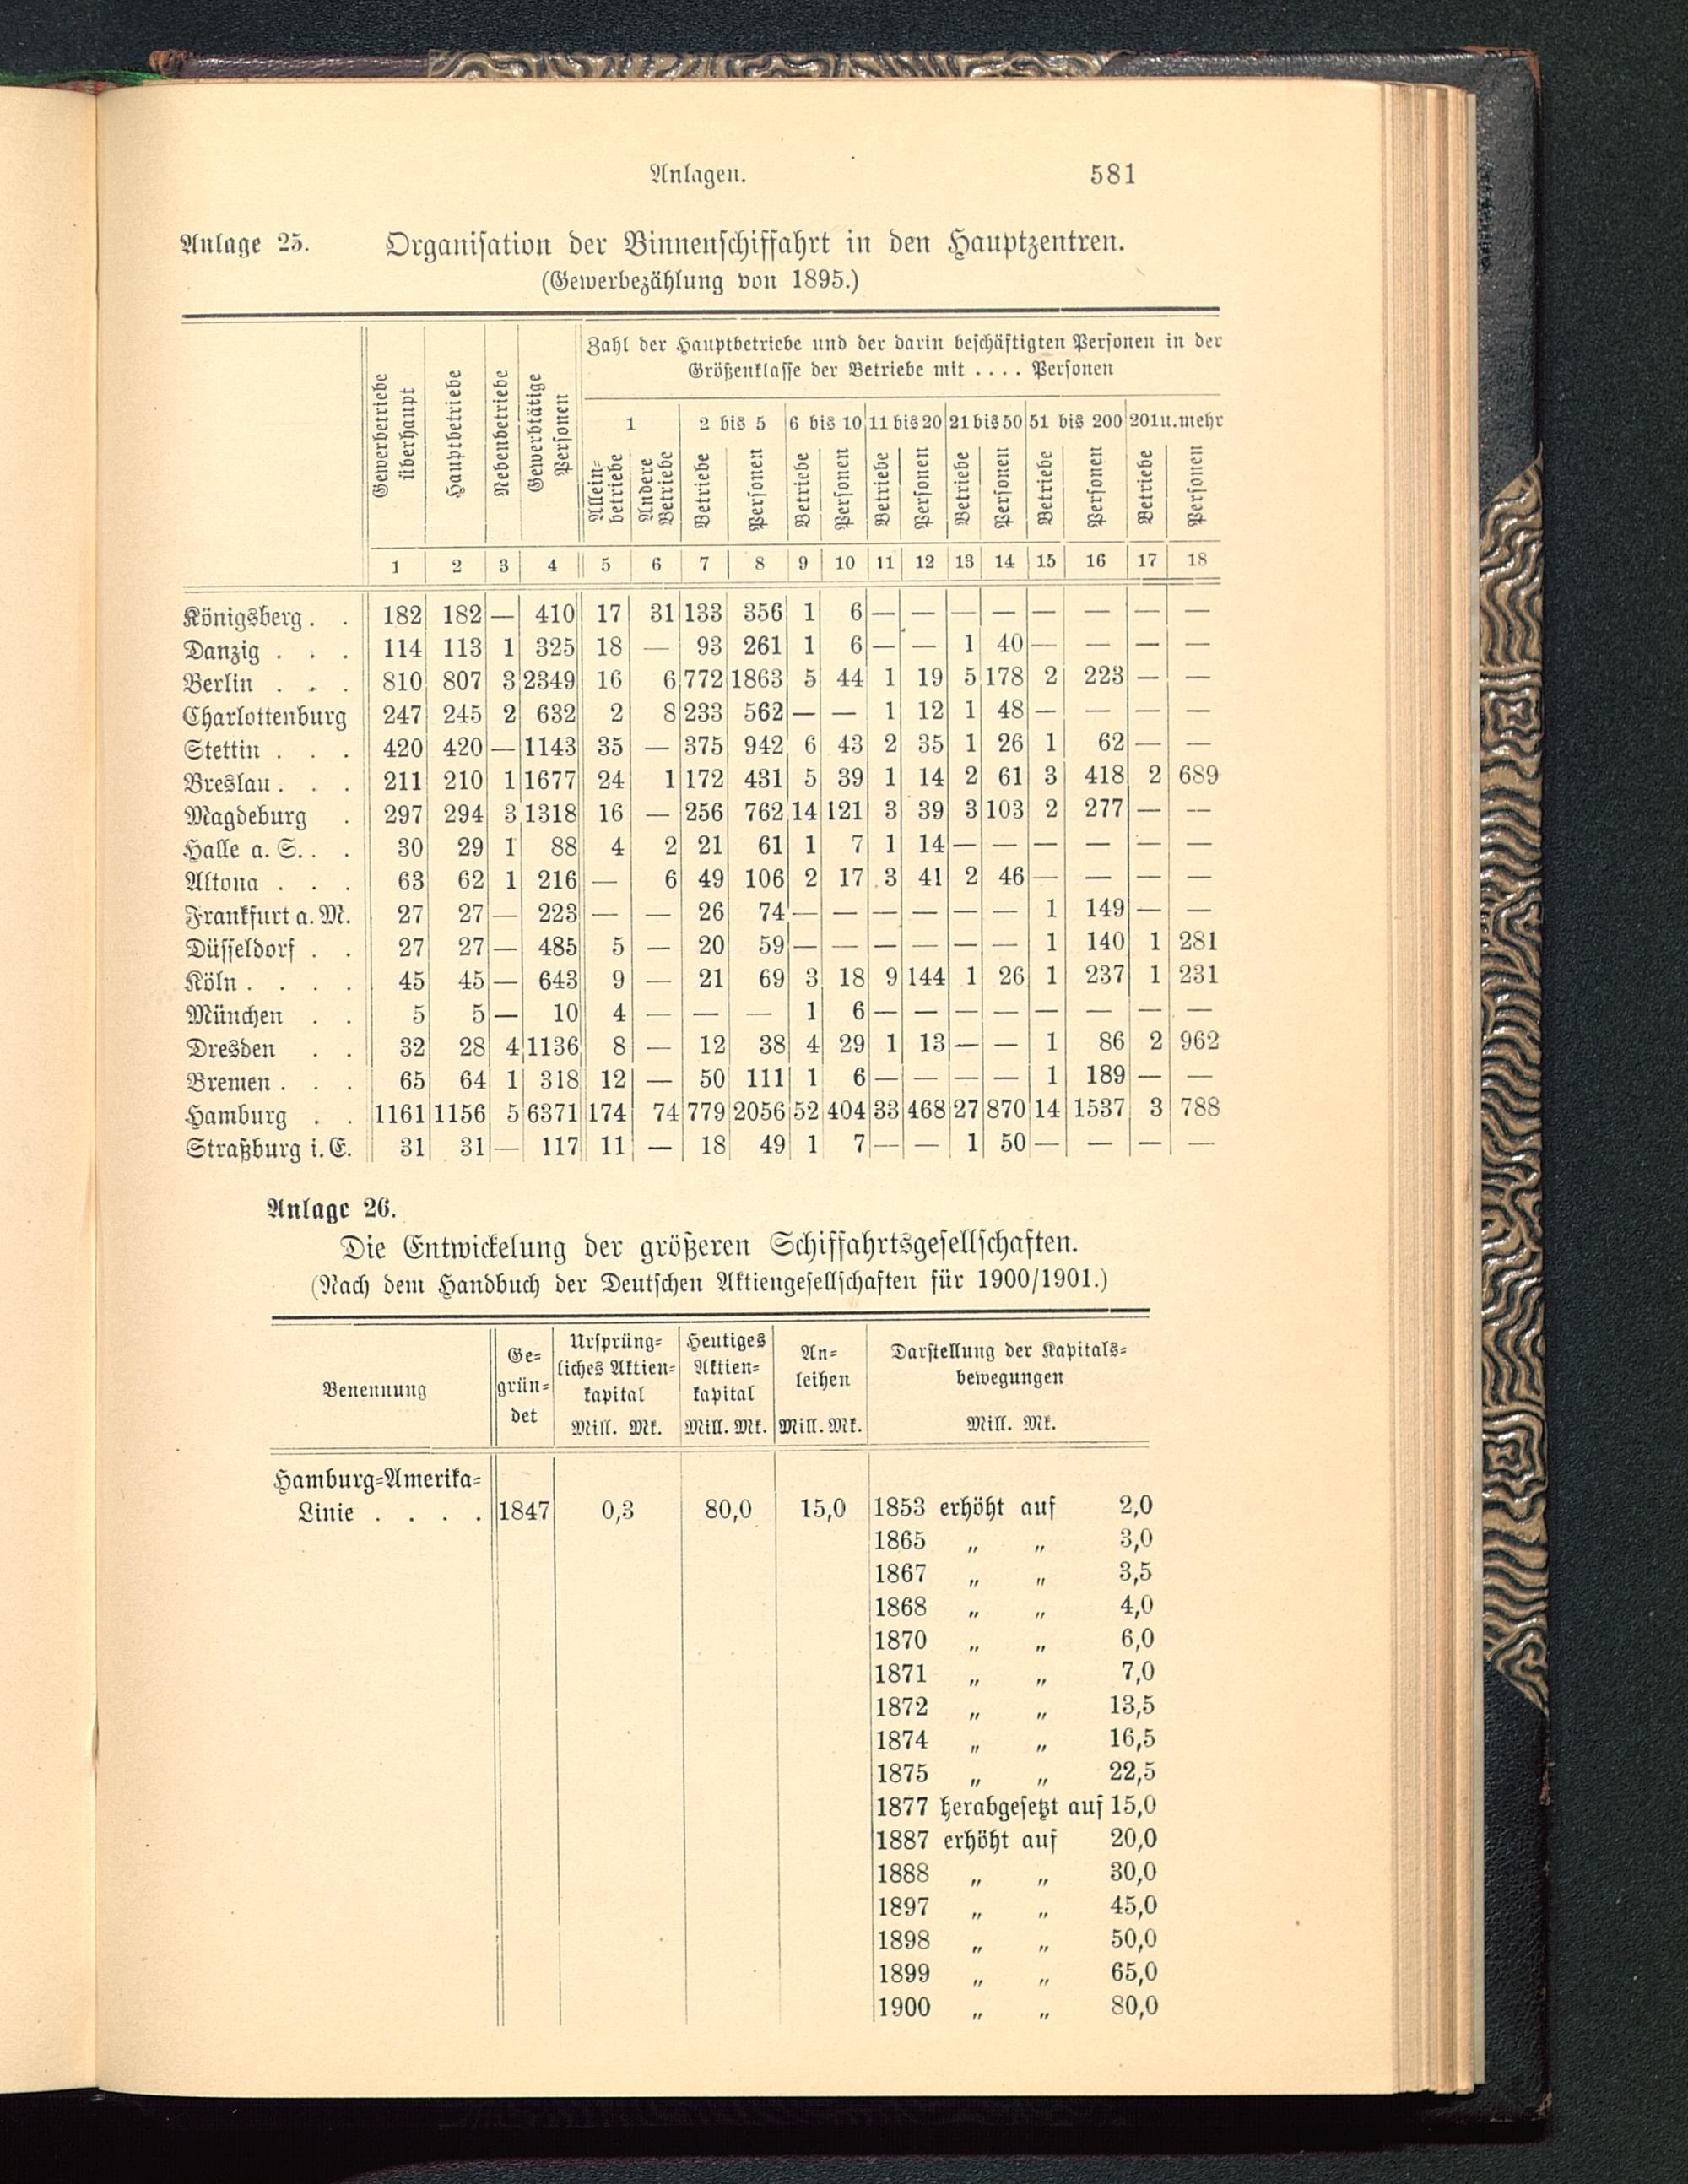 Anlagen. 581
Anlage 25. Organisation der Binnenschiffahrt in den Hauptzentren.
(Gewerbezählung von 1895.)
Gewerbebetriebe überhaupt | Hauptbetriebe | Nebenbetriebe | Gewerbtätige Personen | Zahl der Hauptbetriebe und der darin beschäftigten Personen in der
Größenklasse der Betriebe mit .... Personen
1 | 2 bis 5 | 6 bis 10 | 11 bis 20 | 21 bis 50 | 51 bis 200 | 201 u. mehr
Allein-betriebe | Andere Betriebe | Betriebe | Personen | Betriebe | Personen | Betriebe | Personen | Betriebe | Personen | Betriebe | Personen | Betriebe | Personen
1 | 2 | 3 | 4 | 5 | 6 | 7 | 8 | 9 | 10 | 11 | 12 | 13 | 14 | 15 | 16 | 17 | 18
Königsberg . . | 182 | 182 | — | 410 | 17 | 31 | 133 | 356 | 1 | 6 | — | — | — | — | — | — | — | —
Danzig . . . | 114 | 113 | 1 | 325 | 18 | — | 93 | 261 | 1 | 6 | — | — | 1 | 40 | — | — | — | —
Berlin . . . | 810 | 807 | 3 | 2349 | 16 | 6 | 772 | 1863 | 5 | 44 | 1 | 19 | 5 | 178 | 2 | 223 | — | —
Charlottenburg | 247 | 245 | 2 | 632 | 2 | 8 | 233 | 562 | — | — | 1 | 12 | 1 | 48 | — | — | — | —
Stettin . . . | 420 | 420 | — | 1143 | 35 | — | 375 | 942 | 6 | 43 | 2 | 35 | 1 | 26 | 1 | 62 | — | —
Breslau . . . | 211 | 210 | 1 | 1677 | 24 | 1 | 172 | 431 | 5 | 39 | 1 | 14 | 2 | 61 | 3 | 418 | 2 | 689
Magdeburg . | 297 | 294 | 3 | 1318 | 16 | — | 256 | 762 | 14 | 121 | 3 | 39 | 3 | 103 | 2 | 277 | — | —
Halle a. S. . . | 30 | 29 | 1 | 88 | 4 | 2 | 21 | 61 | 1 | 7 | 1 | 14 | — | — | — | — | — | —
Altona . . . | 63 | 62 | 1 | 216 | — | 6 | 49 | 106 | 2 | 17 | 3 | 41 | 2 | 46 | — | — | — | —
Frankfurt a. M. | 27 | 27 | — | 223 | — | — | 26 | 74 | — | — | — | — | — | — | 1 | 149 | — | —
Düsseldorf . . | 27 | 27 | — | 485 | 5 | — | 20 | 59 | — | — | — | — | — | — | 1 | 140 | 1 | 281
Köln . . . . | 45 | 45 | — | 643 | 9 | — | 21 | 69 | 3 | 18 | 9 | 144 | 1 | 26 | 1 | 237 | 1 | 231
München . . | 5 | 5 | — | 10 | 4 | — | — | — | 1 | 6 | — | — | — | — | — | — | — | —
Dresden . . | 32 | 28 | 4 | 1136 | 8 | — | 12 | 38 | 4 | 29 | 1 | 13 | — | — | 1 | 86 | 2 | 962
Bremen . . . | 65 | 64 | 1 | 318 | 12 | — | 50 | 111 | 1 | 6 | — | — | — | — | 1 | 189 | — | —
Hamburg . . | 1161 | 1156 | 5 | 6371 | 174 | 74 | 779 | 2056 | 52 | 404 | 33 | 468 | 27 | 870 | 14 | 1537 | 3 | 788
Straßburg i. E. | 31 | 31 | — | 117 | 11 | — | 18 | 49 | 1 | 7 | — | — | 1 | 50 | — | — | — | —
Anlage 26.
Die Entwickelung der größeren Schiffahrtsgesellschaften.
(Nach dem Handbuch der Deutschen Aktiengesellschaften für 1900/1901.)
Benennung | Ge-gründet | Ursprüng-liches Aktien-kapital Mill. Mk. | Heutiges Aktien-kapital Mill. Mk. | An-leihen Mill. Mk. | Darstellung der Kapitals-bewegungen Mill. Mk.
Hamburg-Amerika-
Linie . . . . | 1847 | 0,3 | 80,0 | 15,0 | 1853 erhöht auf 2,0
1865 „ „ 3,0
1867 „ „ 3,5
1868 „ „ 4,0
1870 „ „ 6,0
1871 „ „ 7,0
1872 „ „ 13,5
1874 „ „ 16,5
1875 „ „ 22,5
1877 herabgesetzt auf 15,0
1887 erhöht auf 20,0
1888 „ „ 30,0
1897 „ „ 45,0
1898 „ „ 50,0
1899 „ „ 65,0
1900 „ „ 80,0